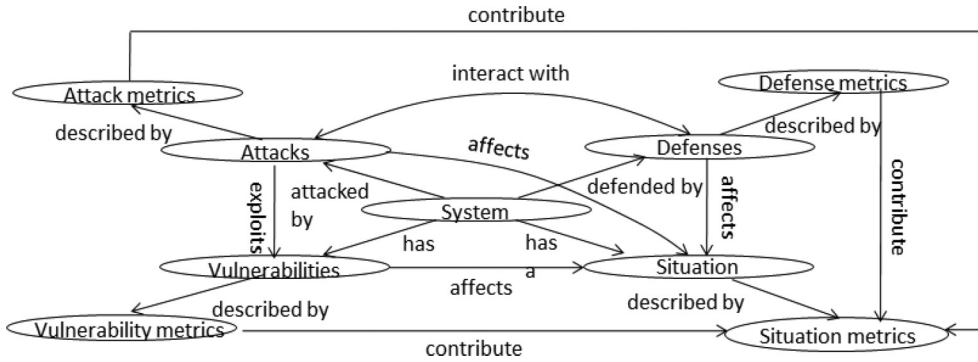 contribute
interact with
Attack metrics
Defense metrics
described by
described by
Attacks
affects
Defenses
exploits
attacked
by
defended by
affects
contribute
System
has
has
a
Vulnerabilities
affects
Situation
described by
described by
Vulnerability metrics
contribute
Situation metrics